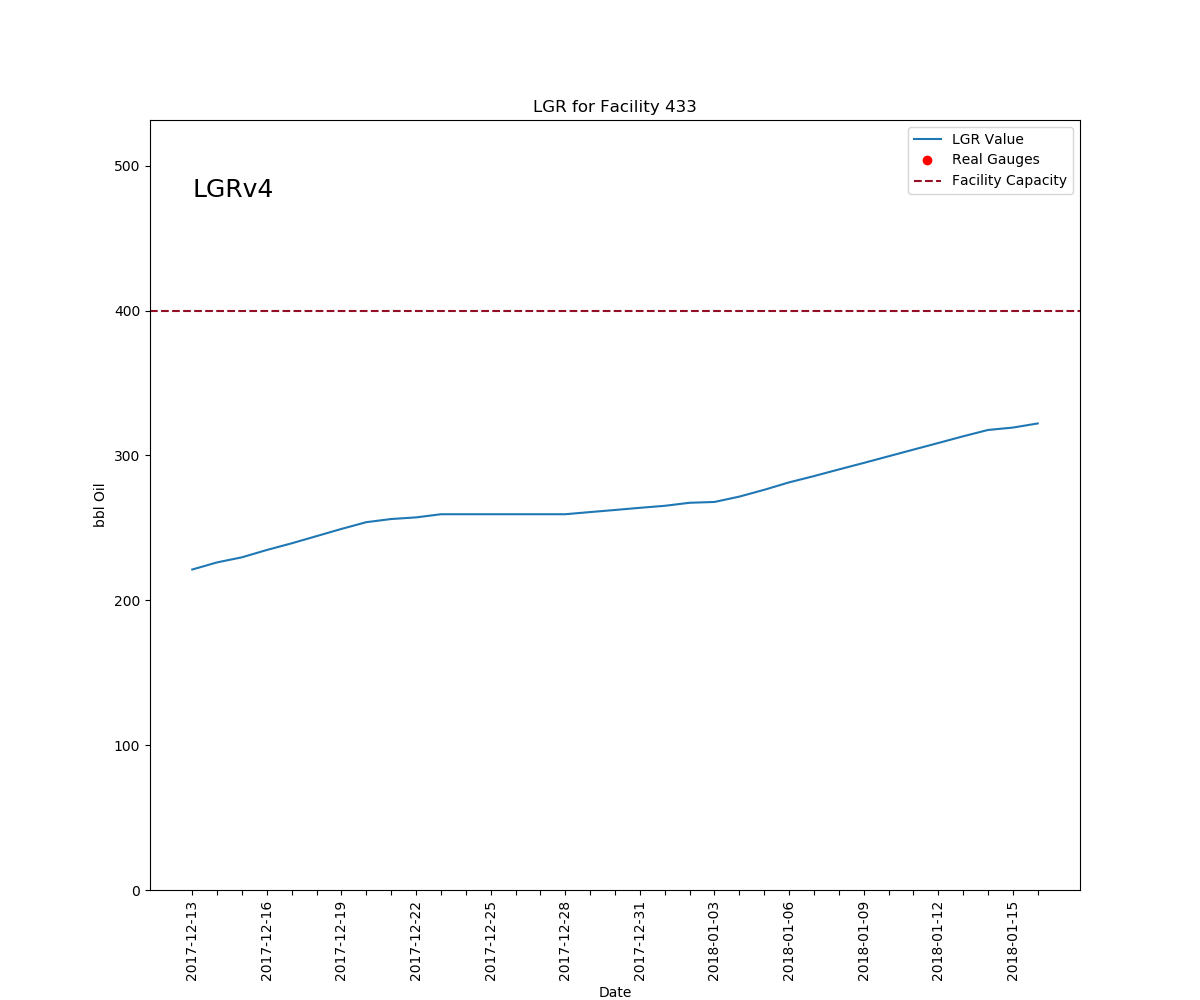 LGR for Facility 433
LGRv4
LGR Value
Real Gauges
Facility Capacity
500
400
300
200
100
0
bbl Oil
2017-12-13
2017-12-16
2017-12-19
2017-12-22
2017-12-25
2017-12-28
2017-12-31
2018-01-03
2018-01-06
2018-01-09
2018-01-12
2018-01-15
Date